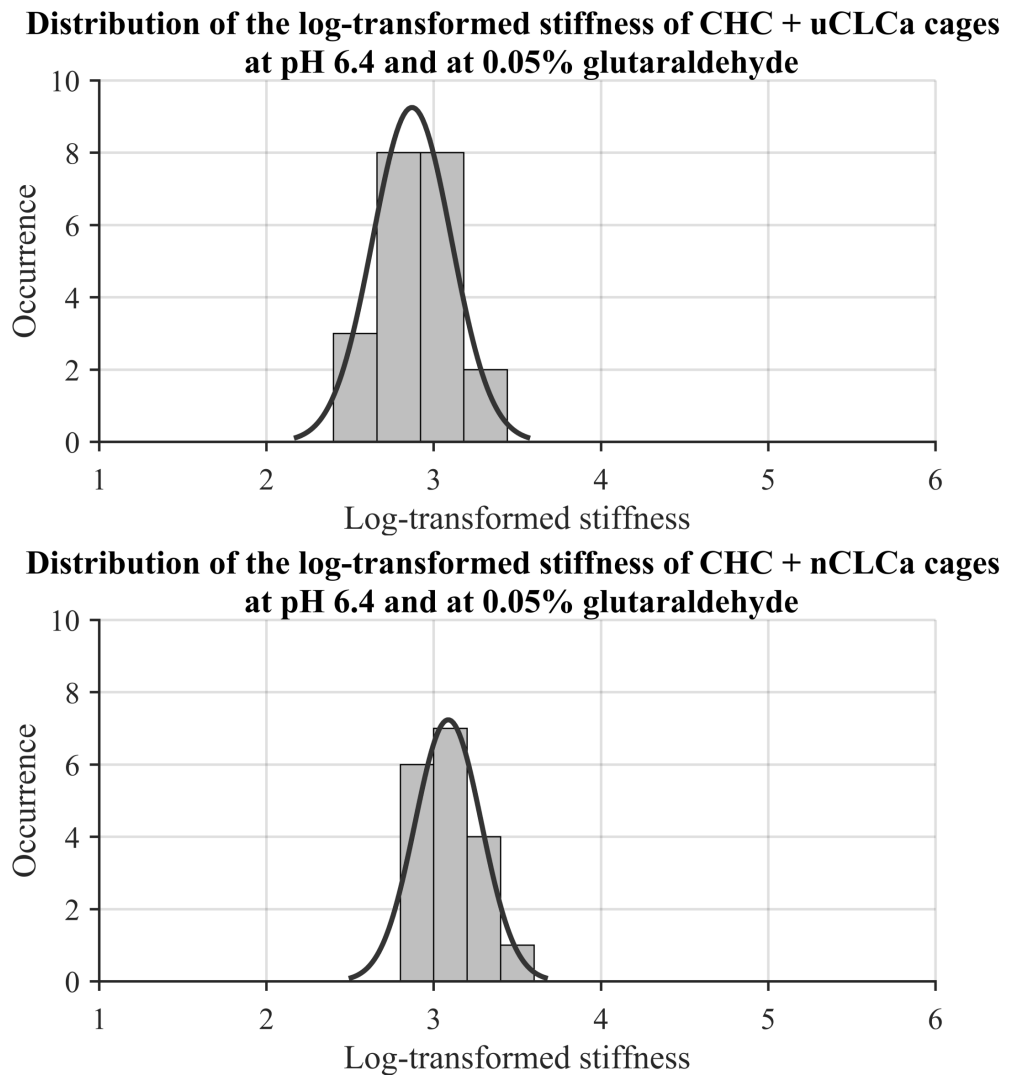 Distribution of the log-transformed stiffness of CHC + uCLCa cages
at pH 6.4 and at 0.05% glutaraldehyde
10
8
6
4
2
0
Occurrence
1 2 3 4 5 6
Log-transformed stiffness
Distribution of the log-transformed stiffness of CHC + nCLCa cages
at pH 6.4 and at 0.05% glutaraldehyde
10
8
6
4
2
0
Occurrence
1 2 3 4 5 6
Log-transformed stiffness